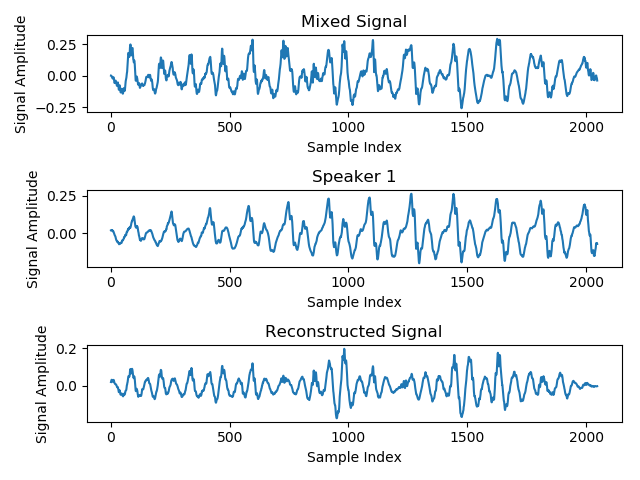 Mixed Signal
Signal Amplitude
0.25
0.00
−0.25
0 500 1000 1500 2000
Sample Index
Speaker 1
Signal Amplitude
0.25
0.00
0 500 1000 1500 2000
Sample Index
Reconstructed Signal
Signal Amplitude
0.2
0.0
0 500 1000 1500 2000
Sample Index